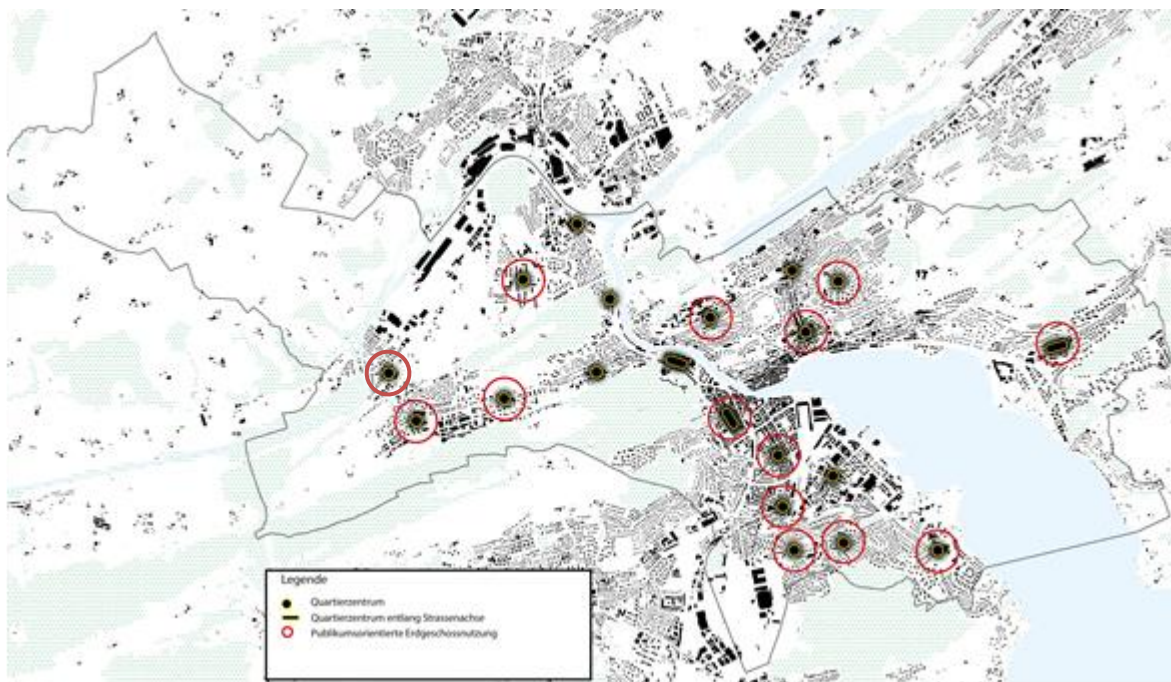 Legende
Quartierzentrum
Quartierzentrum entlang Strassenachse
Publikumsorientierte Erdgeschossnutzung